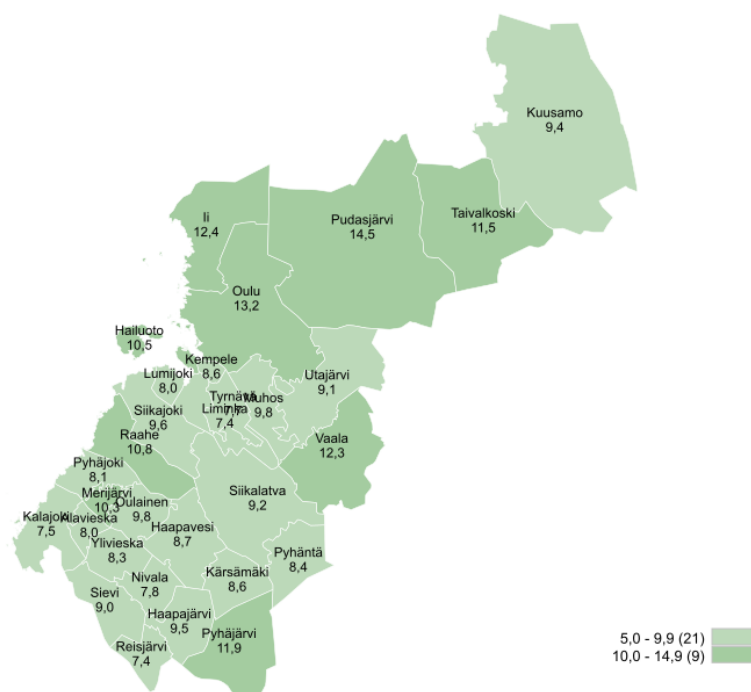 Kuusamo
9,4
Ii
12,4
Pudasjärvi
14,5
Taivalkoski
11,5
Oulu
13,2
Hailuoto
10,5
Kempele
8,6
Lumijoki
8,0
Utajärvi
9,1
Tyrnävä
7,7
Muhos
9,8
Liminka
7,4
Siikajoki
9,6
Raahe
10,8
Vaala
12,3
Pyhäjoki
8,1
Siikalatva
9,2
Merijärvi
10,3
Oulainen
9,8
Kalajoki
7,5
Alavieska
8,0
Haapavesi
8,7
Ylivieska
8,3
Pyhäntä
8,4
Kärsämäki
8,6
Nivala
7,8
Sievi
9,0
Haapajärvi
9,5
Pyhäjärvi
11,9
Reisjärvi
7,4
5,0 - 9,9 (21)
10,0 - 14,9 (9)